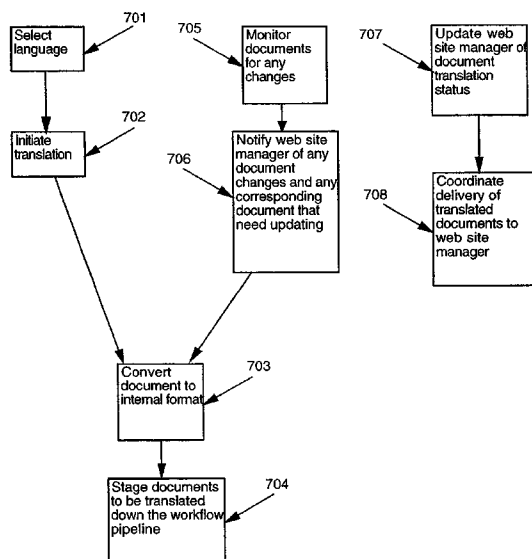 Select
language
701
Initiate
translation
702
705
Monitor
documents
for any
changes
706
Notify web site
manager of any
document
changes and any
corresponding
document that
need updating
707
Update web
site manager of
document
translation
status
708
Coordinate
delivery of
translated
documents to
web site
manager
Convert
document to
internal format
703
Stage documents
to be translated
down the workflow
pipeline
704